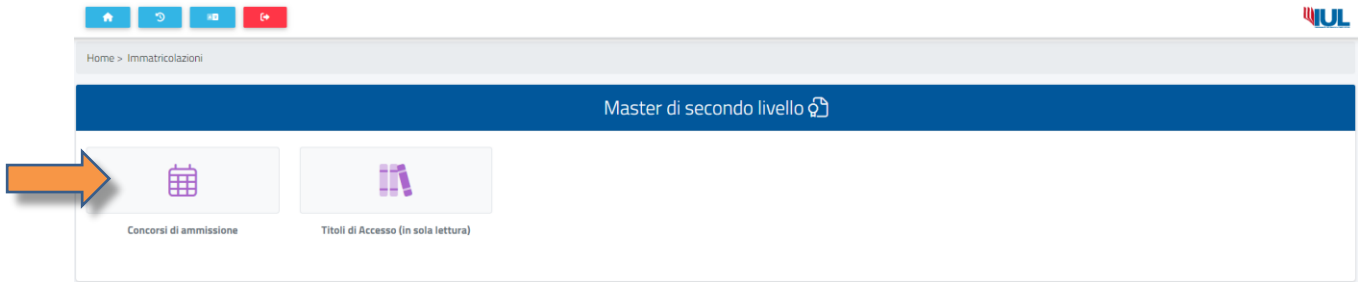 IUL
Home > Immatricolazioni
Master di secondo livello
Concorsi di ammissione
Titoli di Accesso (in sola lettura)